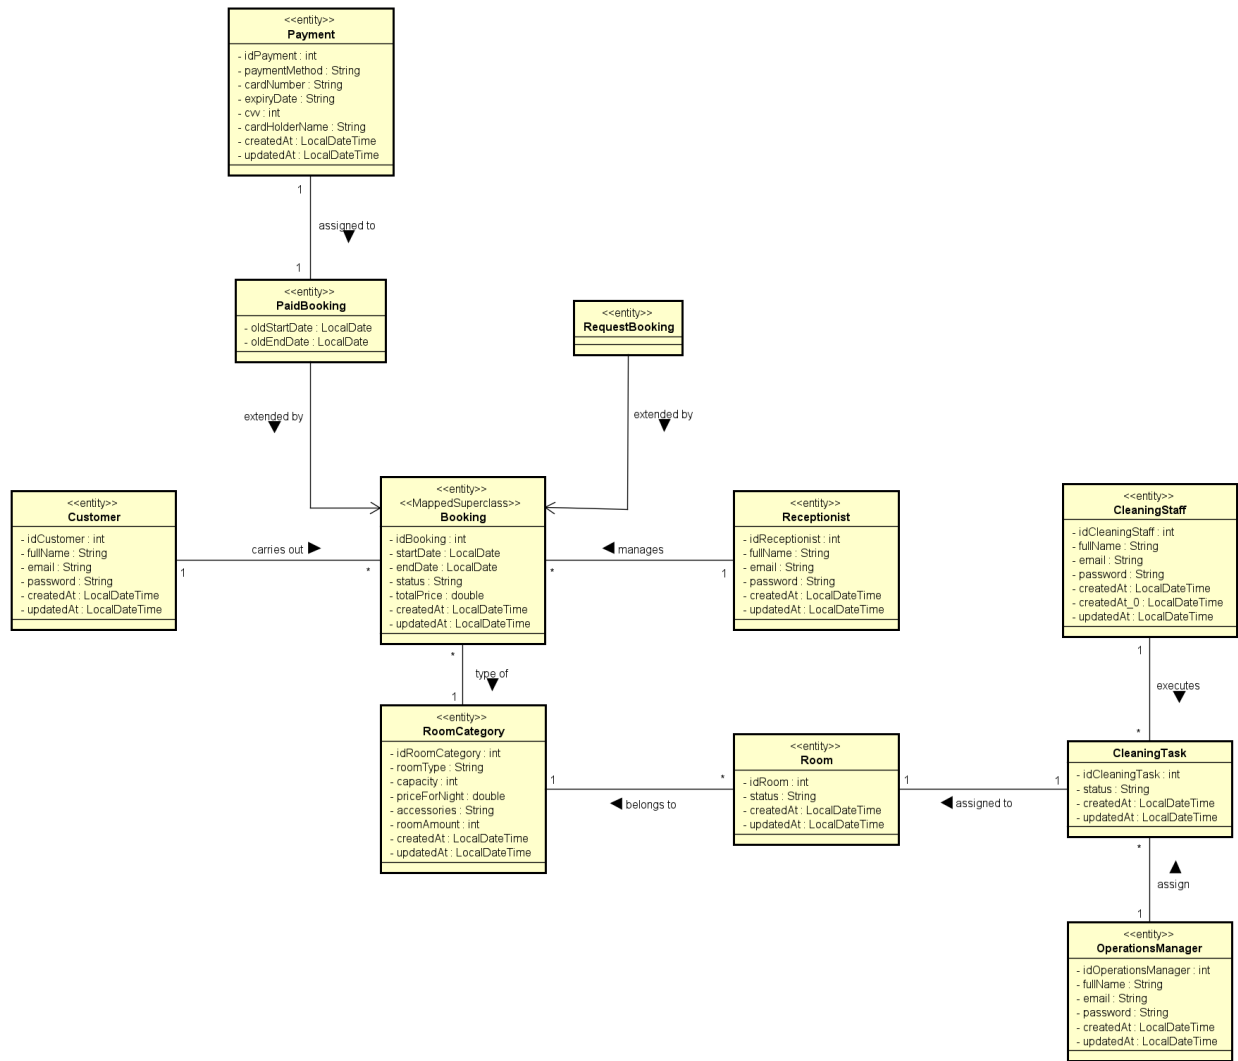 <<entity>>
Payment
- idPayment : int
- paymentMethod : String
- cardNumber : String
- expiryDate : String
- cvv : int
- cardHolderName : String
- createdAt : LocalDateTime
- updatedAt : LocalDateTime
1
assigned to
1
<<entity>>
PaidBooking
- oldStartDate : LocalDate
- oldEndDate : LocalDate
<<entity>>
RequestBooking
extended by
extended by
<<entity>>
Customer
- idCustomer : int
- fullName : String
- email : String
- password : String
- createdAt : LocalDateTime
- updatedAt : LocalDateTime
carries out
1
*
<<entity>>
<<MappedSuperclass>>
Booking
- idBooking : int
- startDate : LocalDate
- endDate : LocalDate
- status : String
- totalPrice : double
- createdAt : LocalDateTime
- updatedAt : LocalDateTime
manages
*
1
<<entity>>
Receptionist
- idReceptionist : int
- fullName : String
- email : String
- password : String
- createdAt : LocalDateTime
- updatedAt : LocalDateTime
<<entity>>
CleaningStaff
- idCleaningStaff : int
- fullName : String
- email : String
- password : String
- createdAt : LocalDateTime
- createdAt_0 : LocalDateTime
- updatedAt : LocalDateTime
*
type of
1
1
executes
*
<<entity>>
RoomCategory
- idRoomCategory : int
- roomType : String
- capacity : int
- priceForNight : double
- accessories : String
- roomAmount : int
- createdAt : LocalDateTime
- updatedAt : LocalDateTime
1
*
belongs to
<<entity>>
Room
- idRoom : int
- status : String
- createdAt : LocalDateTime
- updatedAt : LocalDateTime
1
1
assigned to
CleaningTask
- idCleaningTask : int
- status : String
- createdAt : LocalDateTime
- updatedAt : LocalDateTime
*
assign
1
<<entity>>
OperationsManager
- idOperationsManager : int
- fullName : String
- email : String
- password : String
- createdAt : LocalDateTime
- updatedAt : LocalDateTime